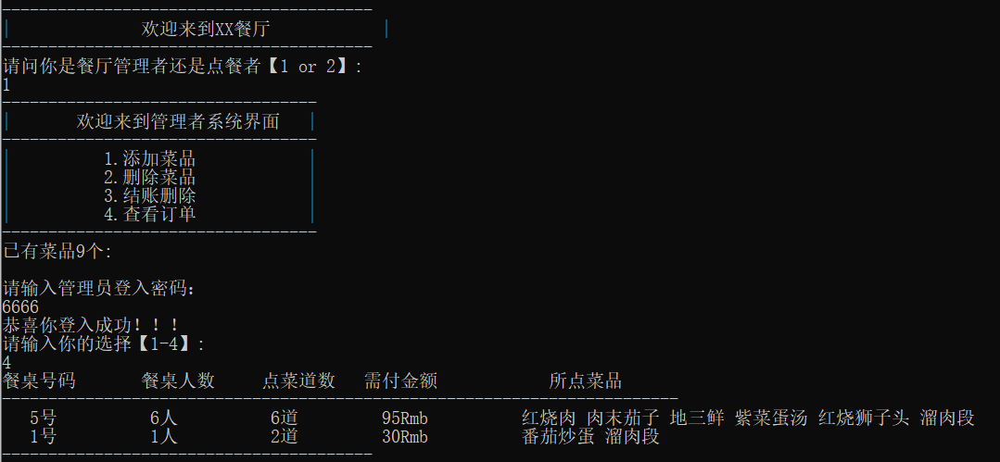 ----------------------------------------
|              欢迎来到XX餐厅            |
----------------------------------------
请问你是餐厅管理者还是点餐者【1 or 2】:
1
----------------------------------
|       欢迎来到管理者系统界面   |
----------------------------------
|          1.添加菜品            |
|          2.删除菜品            |
|          3.结账删除            |
|          4.查看订单            |
----------------------------------
已有菜品9个:
请输入管理员登入密码:
6666
恭喜你登入成功!!!
请输入你的选择【1-4】:
4
餐桌号码       餐桌人数     点菜道数   需付金额            所点菜品
-------------------------------------------------------------------------
   5号          6人          6道         95Rmb          红烧肉 肉末茄子 地三鲜 紫菜蛋汤 红烧狮子头 溜肉段
   1号          1人          2道         30Rmb          番茄炒蛋 溜肉段
----------------------------------------